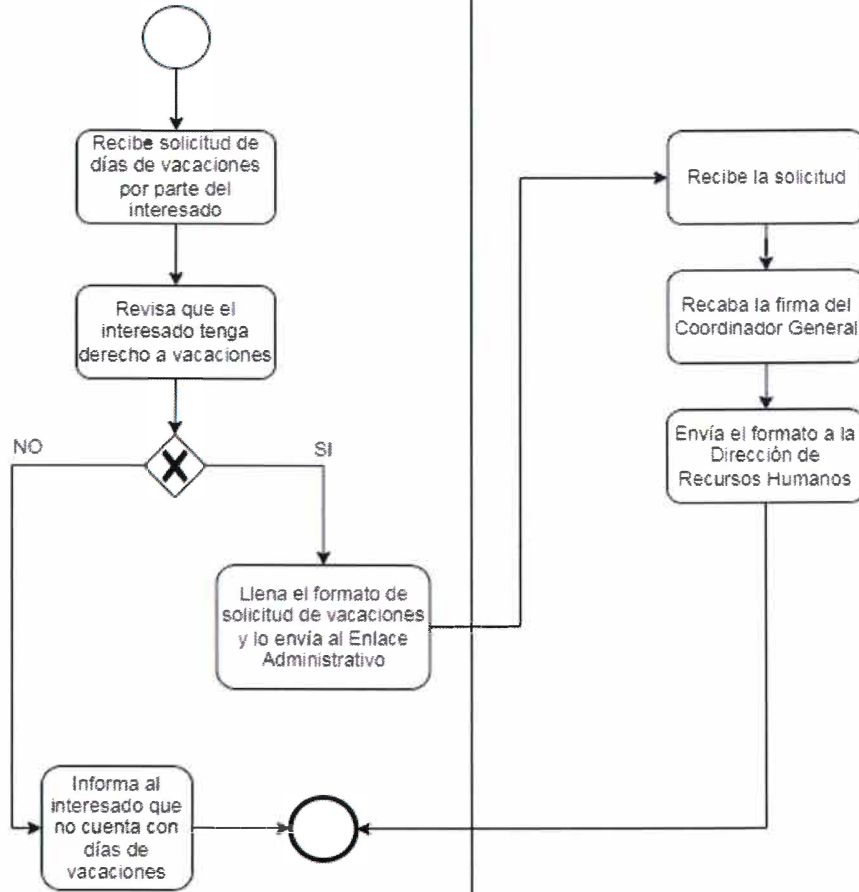 Recibe solicitud de
días de vacaciones
por parte del
interesado
Revisa que el
interesado tenga
derecho a vacaciones
NO
SI
Llena el formato de
solicitud de vacaciones
y lo envía al Enlace
Administrativo
Informa al
interesado que
no cuenta con
días de
vacaciones
Recibe la solicitud
Recaba la firma del
Coordinador General
Envía el formato a la
Dirección de
Recursos Humanos